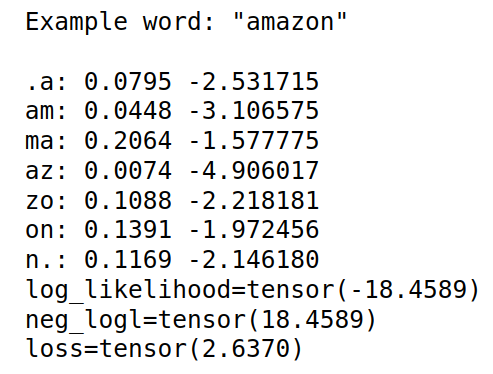 Example word: "amazon"
.a: 0.0795 -2.531715
am: 0.0448 -3.106575
ma: 0.2064 -1.577775
az: 0.0074 -4.906017
zo: 0.1088 -2.218181
on: 0.1391 -1.972456
n.: 0.1169 -2.146180
log_likelihood=tensor(-18.4589)
neg_logl=tensor(18.4589)
loss=tensor(2.6370)